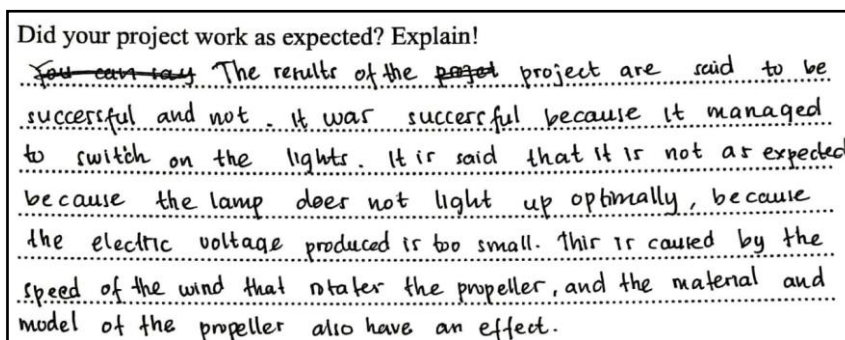 Did your project work as expected? Explain!
You can say The results of the projet project are said to be
successful and not. It was successful because it managed
to switch on the lights. It is said that it is not as expected
because the lamp does not light up optimally, because
the electric voltage produced is too small. This is caused by the
speed of the wind that rotates the propeller, and the material and
model of the propeller also have an effect.